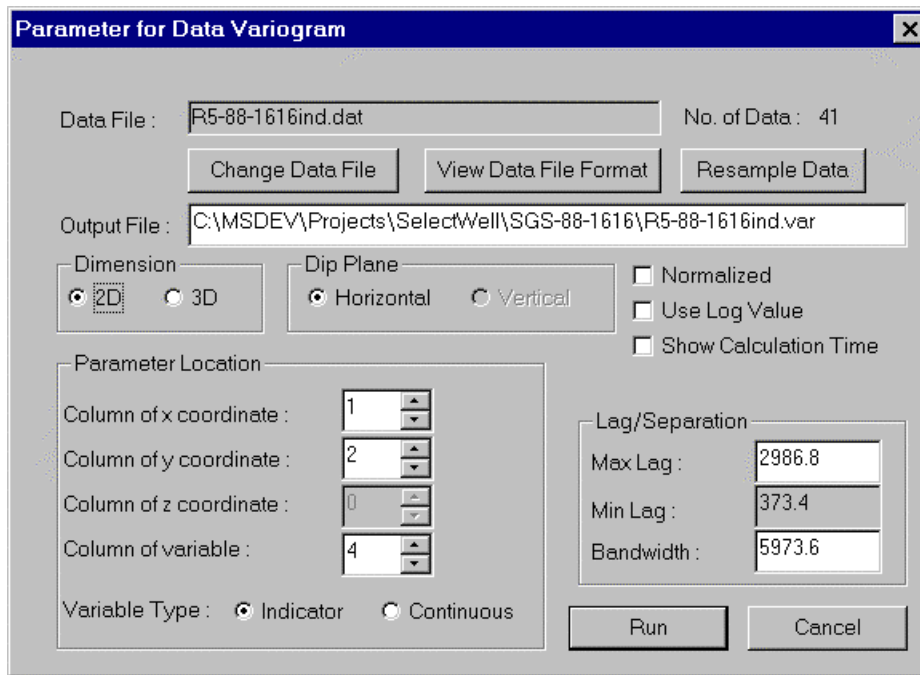 Parameter for Data Variogram
Data File : R5-88-1616ind.dat No. of Data : 41
Change Data File View Data File Format Resample Data
Output File : C:\MSDEV\Projects\SelectWell\SGS-88-1616\R5-88-1616ind.var
Dimension
2D 3D
Dip Plane
Horizontal Vertical
Normalized
Use Log Value
Show Calculation Time
Parameter Location
Column of x coordinate : 1
Column of y coordinate : 2
Column of z coordinate : 0
Column of variable : 4
Variable Type : Indicator Continuous
Lag/Separation
Max Lag : 2986.8
Min Lag : 373.4
Bandwidth : 5973.6
Run Cancel